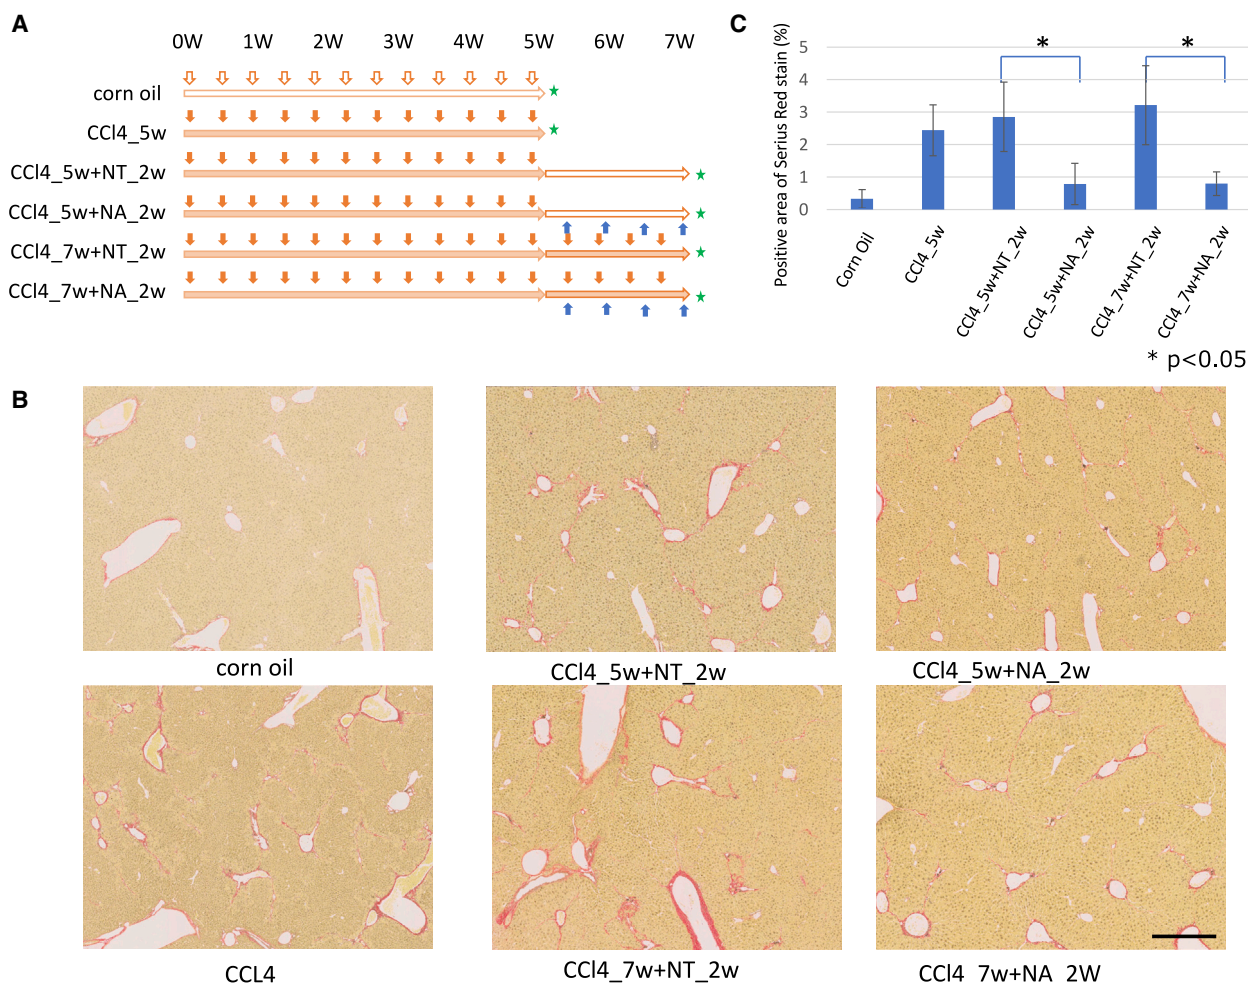 A
0W 1W 2W 3W 4W 5W 6W 7W
corn oil
CCl4_5w
CCl4_5w+NT_2w
CCl4_5w+NA_2w
CCl4_7w+NT_2w
CCl4_7w+NA_2w
C
Positive area of Serius Red stain (%)
5
4
3
2
1
0
* *
Corn Oil
CCl4_5w
CCl4_5w+NT_2w
CCl4_5w+NA_2w
CCl4_7w+NT_2w
CCl4_7w+NA_2w
* p<0.05
B
corn oil
CCl4_5w+NT_2w
CCl4_5w+NA_2w
CCL4
CCl4_7w+NT_2w
CCl4 7w+NA 2W